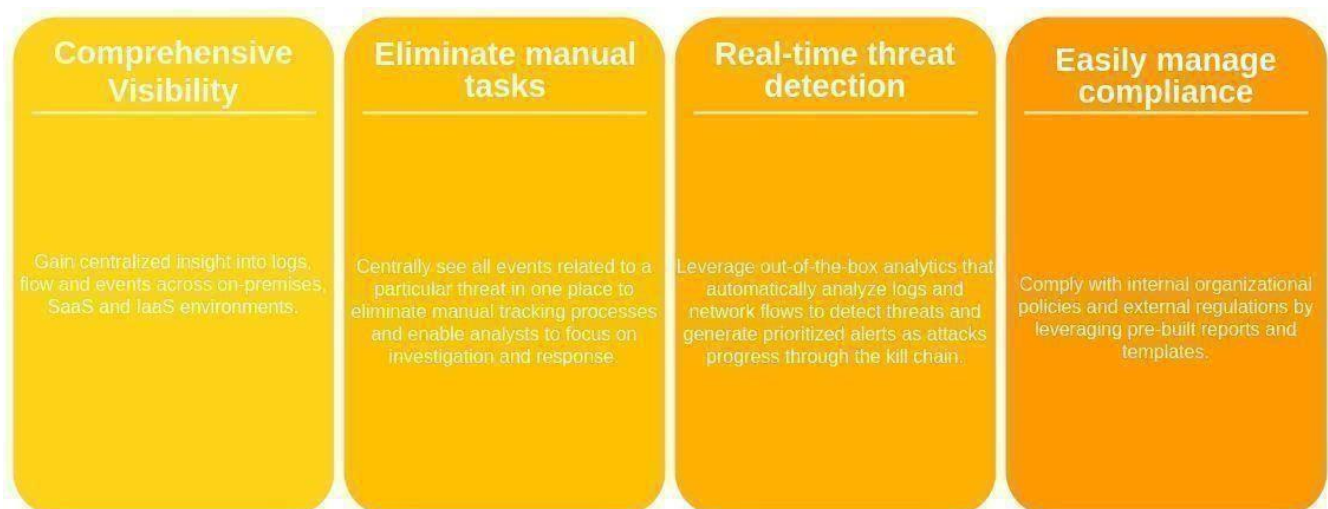 Comprehensive
Visibility
Gain centralized insight into logs,
flow and events across on-premises,
SaaS and IaaS environments.
Eliminate manual
tasks
Centrally see all events related to a
particular threat in one place to
eliminate manual tracking processes
and enable analysts to focus on
investigation and response.
Real-time threat
detection
Leverage out-of-the-box analytics that
automatically analyze logs and
network flows to detect threats and
generate prioritized alerts as attacks
progress through the kill chain.
Easily manage
compliance
Comply with internal organizational
policies and external regulations by
leveraging pre-built reports and
templates.